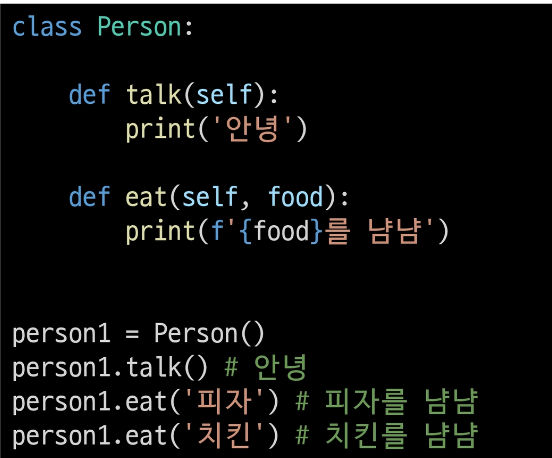 class Person:
    def talk(self):
        print('안녕')
    def eat(self, food):
        print(f'{food}를 냠냠')
person1 = Person()
person1.talk() # 안녕
person1.eat('피자') # 피자를 냠냠
person1.eat('치킨') # 치킨를 냠냠